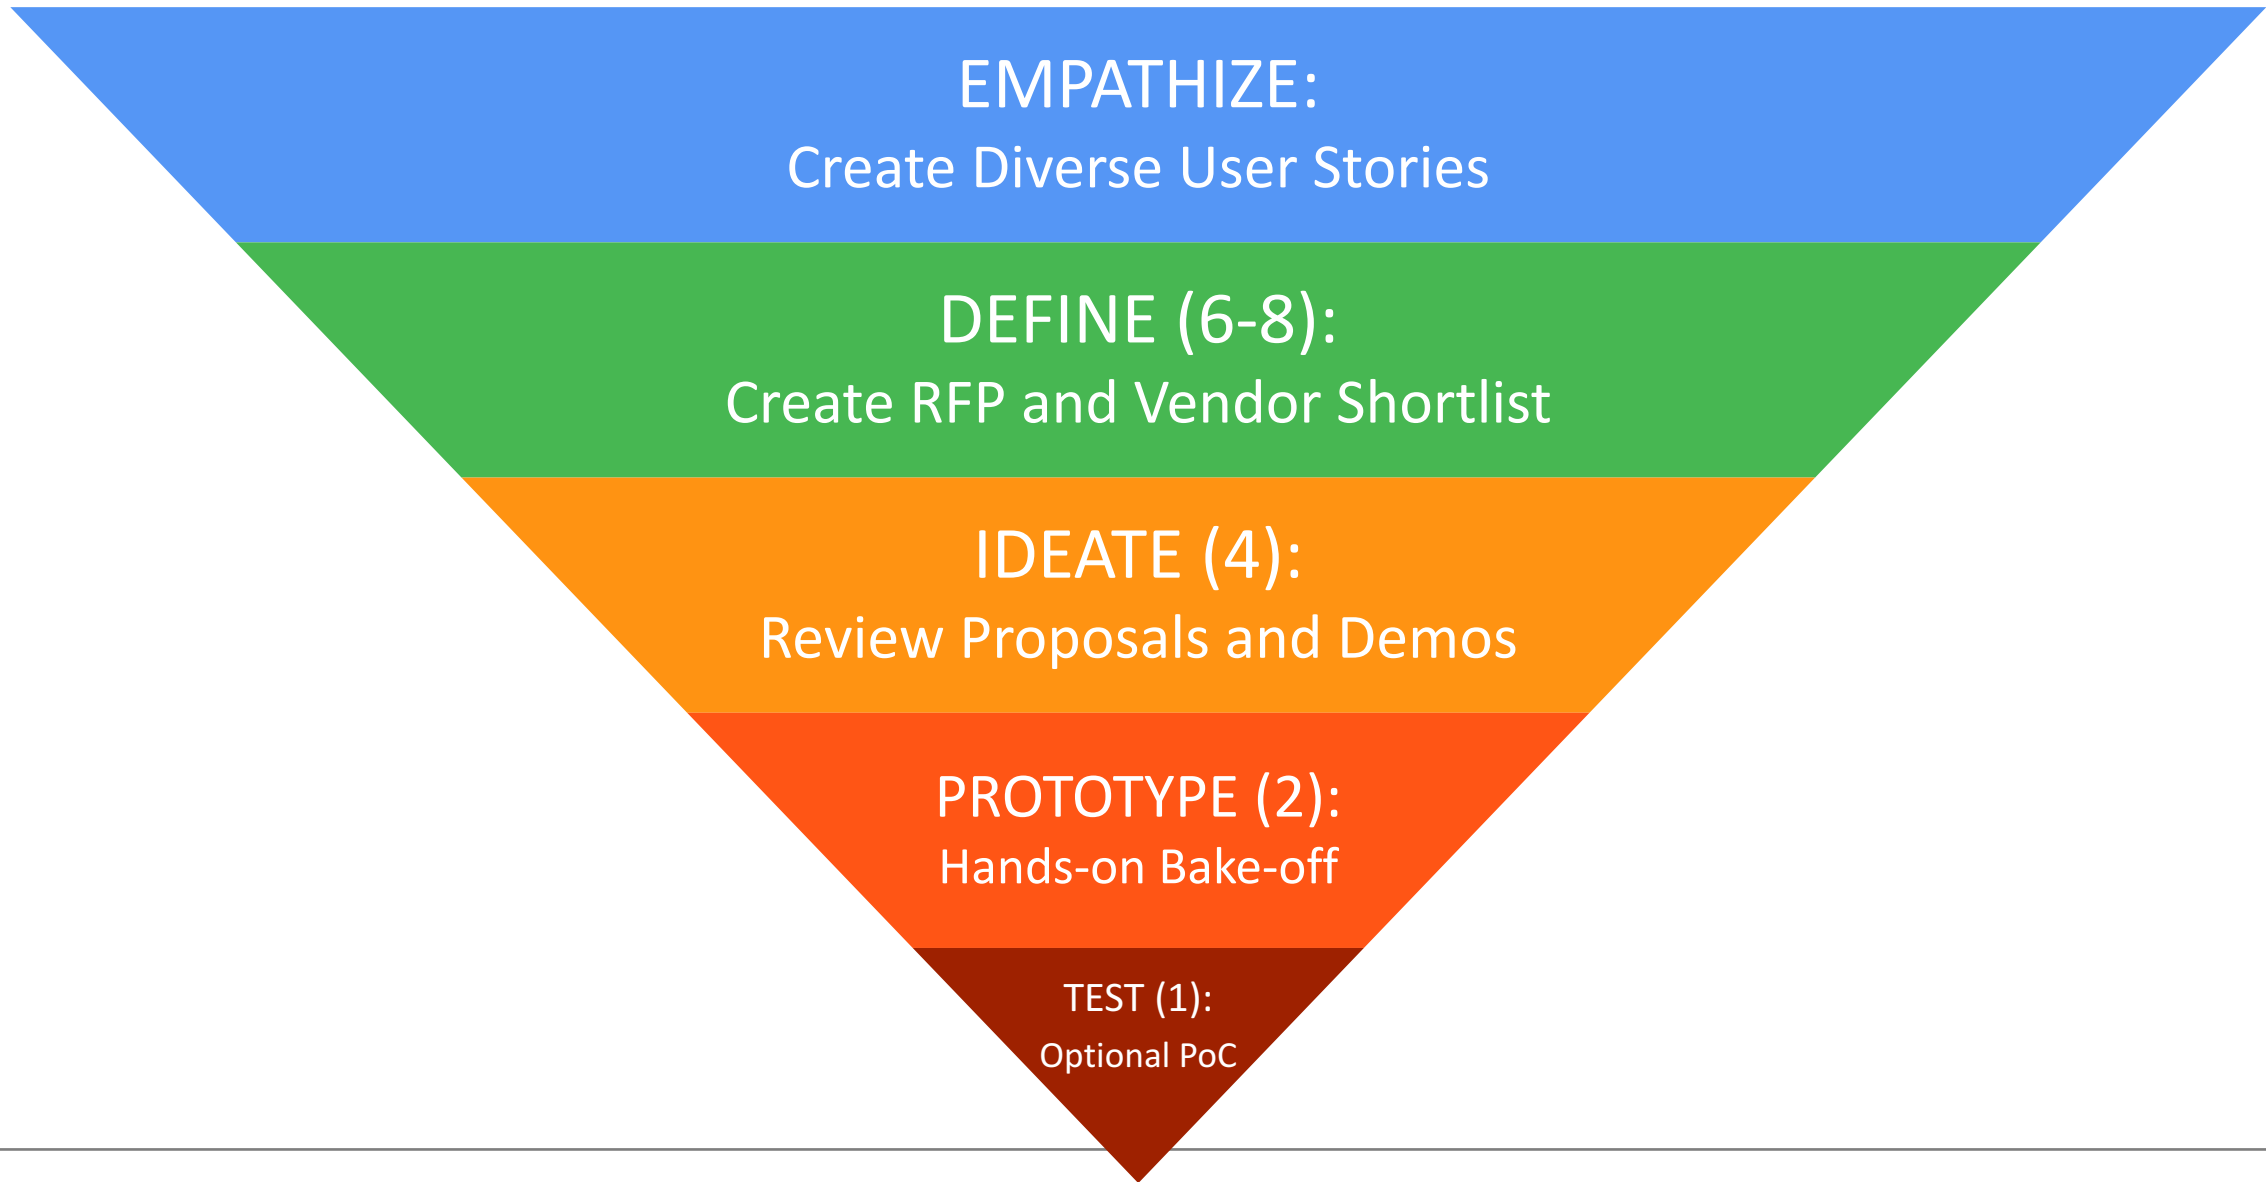 EMPATHIZE:
Create Diverse User Stories
DEFINE (6-8):
Create RFP and Vendor Shortlist
IDEATE (4):
Review Proposals and Demos
PROTOTYPE (2):
Hands-on Bake-off
TEST (1):
Optional PoC